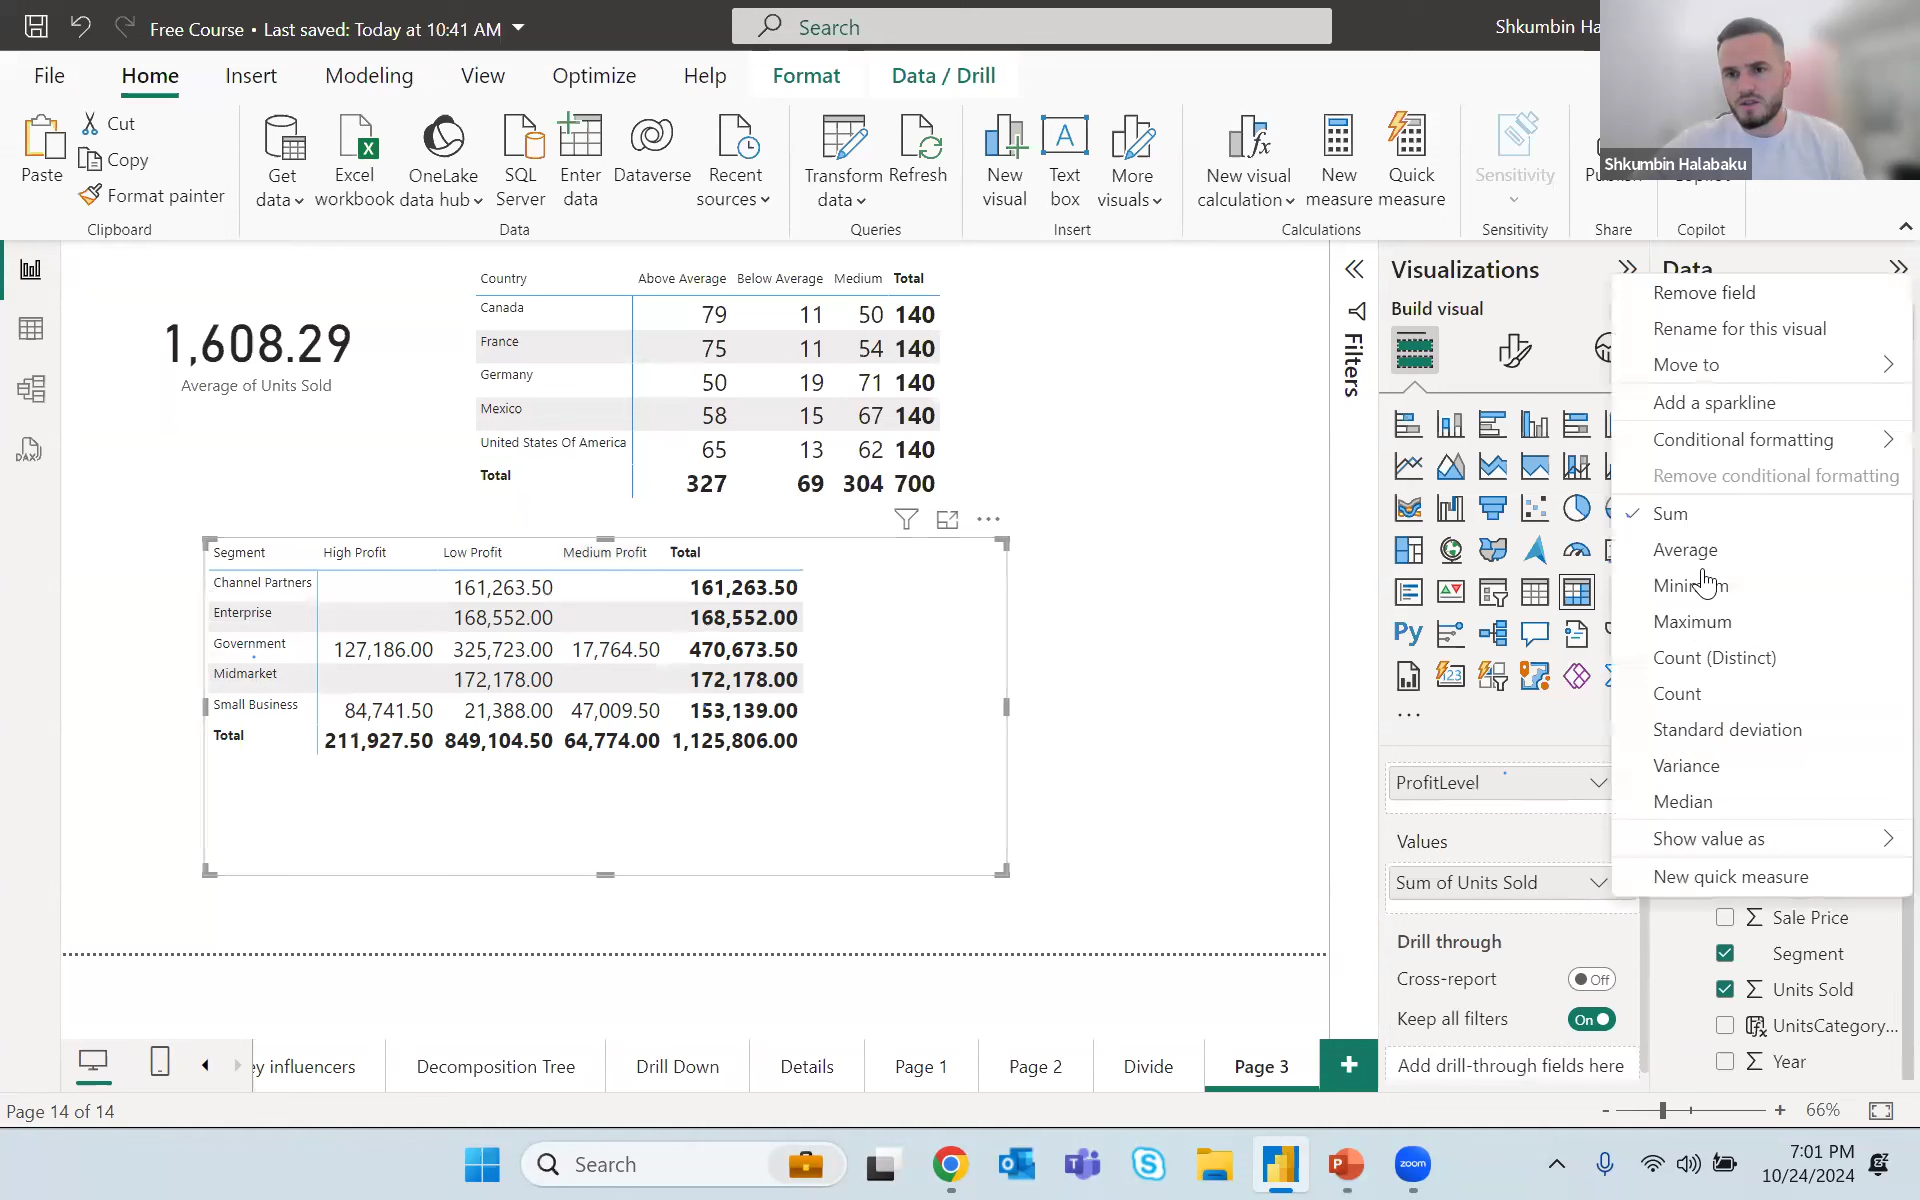 Free Course • Last saved: Today at 10:41 AM
Search
Shkumbin Ha
Shkumbin Halabaku
File
Home
Insert
Modeling
View
Optimize
Help
Format
Data / Drill
Paste
Cut
Copy
Format painter
Clipboard
Get data
Excel workbook
OneLake data hub
SQL Server
Enter data
Dataverse
Recent sources
Data
Transform data
Refresh
Queries
New visual
Text box
More visuals
Insert
New visual calculation
New measure
Quick measure
Calculations
Sensitivity
Sensitivity
Share
Copilot
1,608.29
Average of Units Sold
Country Above Average Below Average Medium Total
Canada 79 11 50 140
France 75 11 54 140
Germany 50 19 71 140
Mexico 58 15 67 140
United States Of America 65 13 62 140
Total 327 69 304 700
Segment High Profit Low Profit Medium Profit Total
Channel Partners 161,263.50 161,263.50
Enterprise 168,552.00 168,552.00
Government 127,186.00 325,723.00 17,764.50 470,673.50
Midmarket 172,178.00 172,178.00
Small Business 84,741.50 21,388.00 47,009.50 153,139.00
Total 211,927.50 849,104.50 64,774.00 1,125,806.00
Filters
Visualizations
Build visual
Data
Remove field
Rename for this visual
Move to
Add a sparkline
Conditional formatting
Remove conditional formatting
Sum
Average
Minimum
Maximum
Count (Distinct)
Count
Standard deviation
Variance
Median
Show value as
New quick measure
Py
DAX
123
ProfitLevel
Values
Sum of Units Sold
Drill through
Cross-report
Off
Keep all filters
On
Add drill-through fields here
Sale Price
Segment
Units Sold
UnitsCategory...
Year
ey influencers
Decomposition Tree
Drill Down
Details
Page 1
Page 2
Divide
Page 3
Page 14 of 14
66%
Search
zoom
7:01 PM
10/24/2024